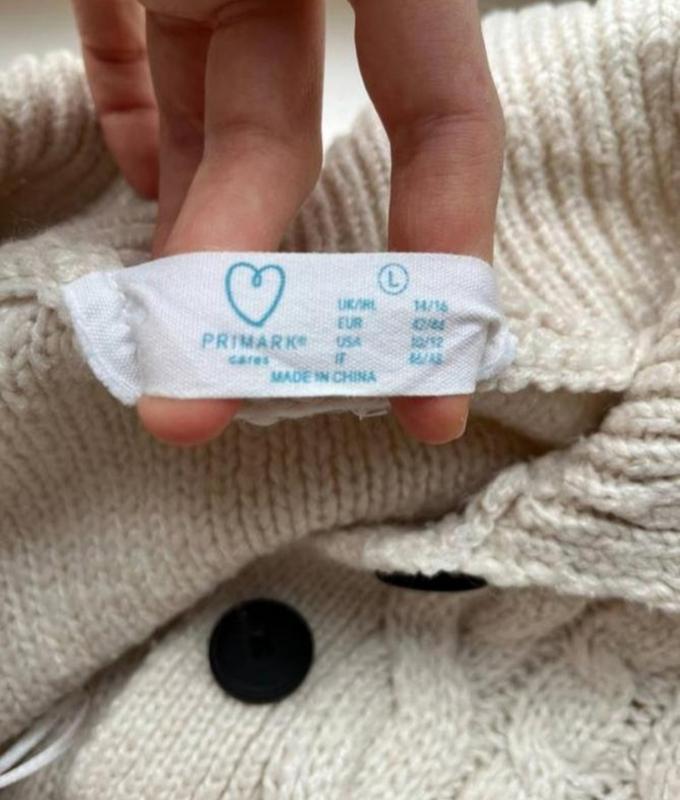 L
PRIMARK®
cares
UK/IRL 14/16
EUR 42/44
USA 10/12
IT 46/48
MADE IN CHINA